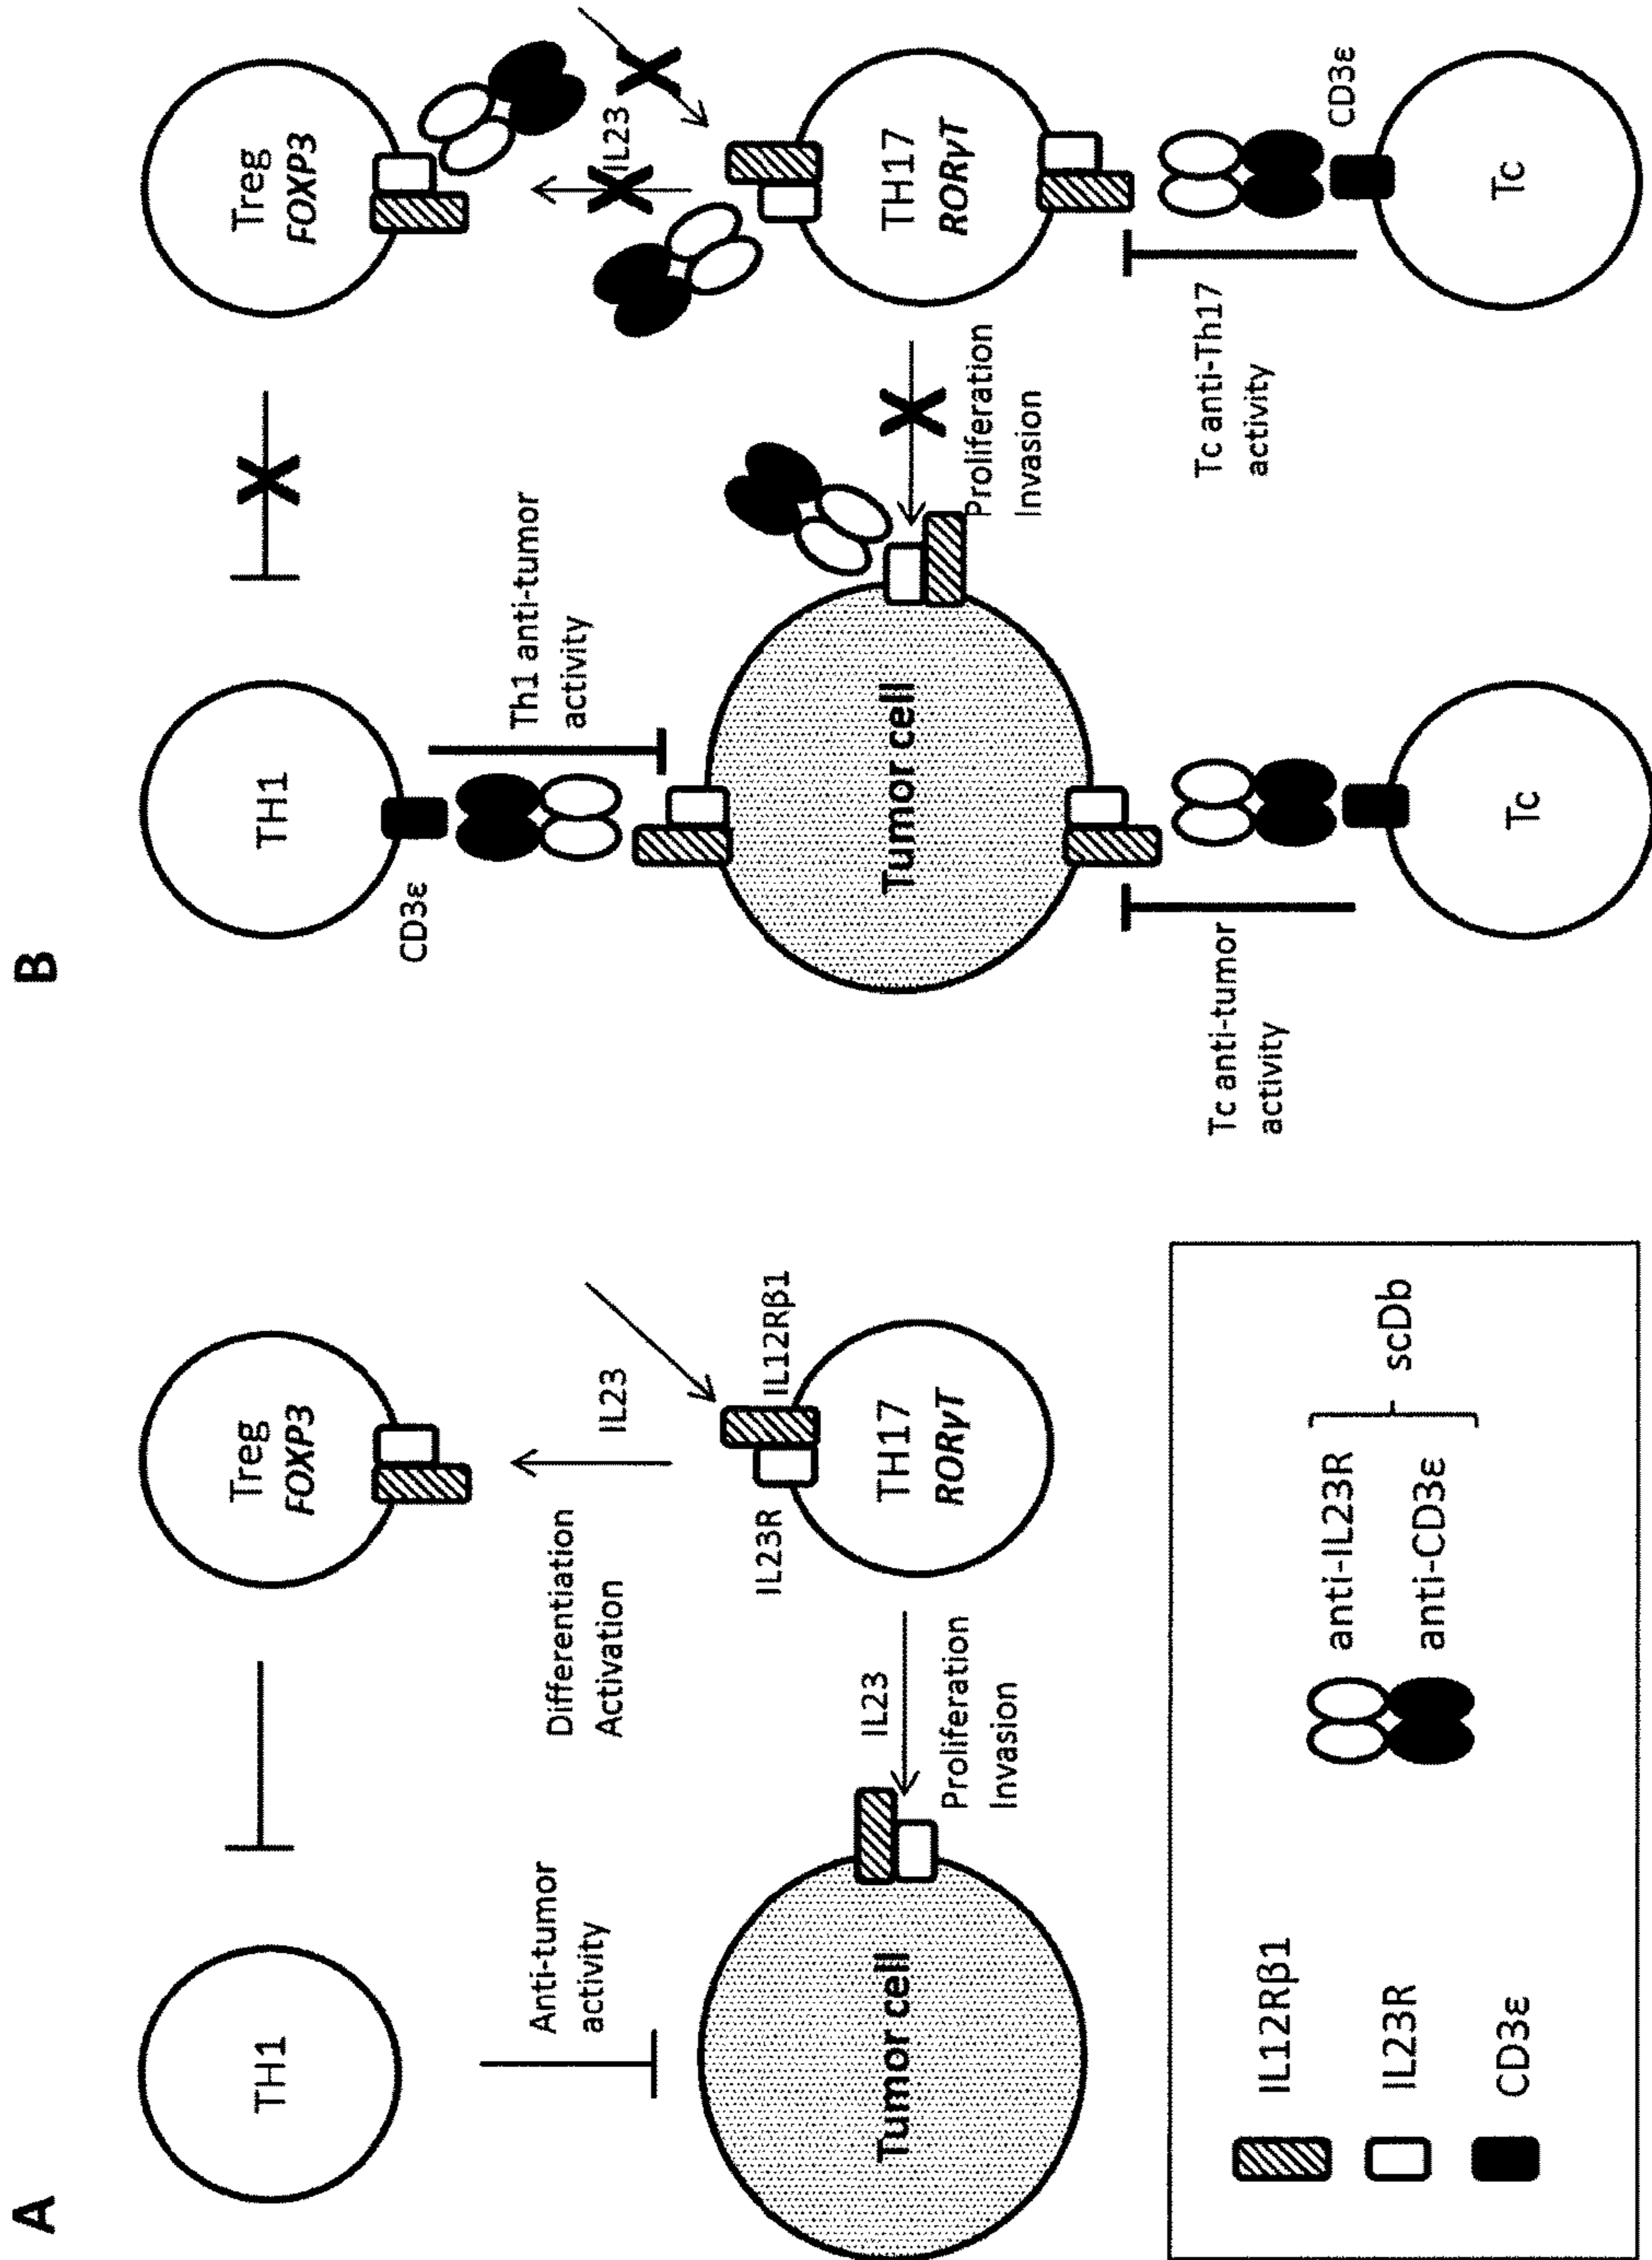 A
TH1
Treg
FOXP3
Anti-tumor
activity
Differentiation
Activation
IL23
IL23R
IL12Rβ1
TH17
RORγT
Tumor cell
IL23
Proliferation
Invasion
IL12Rβ1
IL23R
CD3ε
anti-IL23R
anti-CD3ε
scDb
B
TH1
Treg
FOXP3
CD3ε
Th1 anti-tumor
activity
IL23
Tumor cell
TH17
RORγT
Proliferation
Invasion
Tc anti-tumor
activity
Tc anti-Th17
activity
CD3ε
Tc
Tc